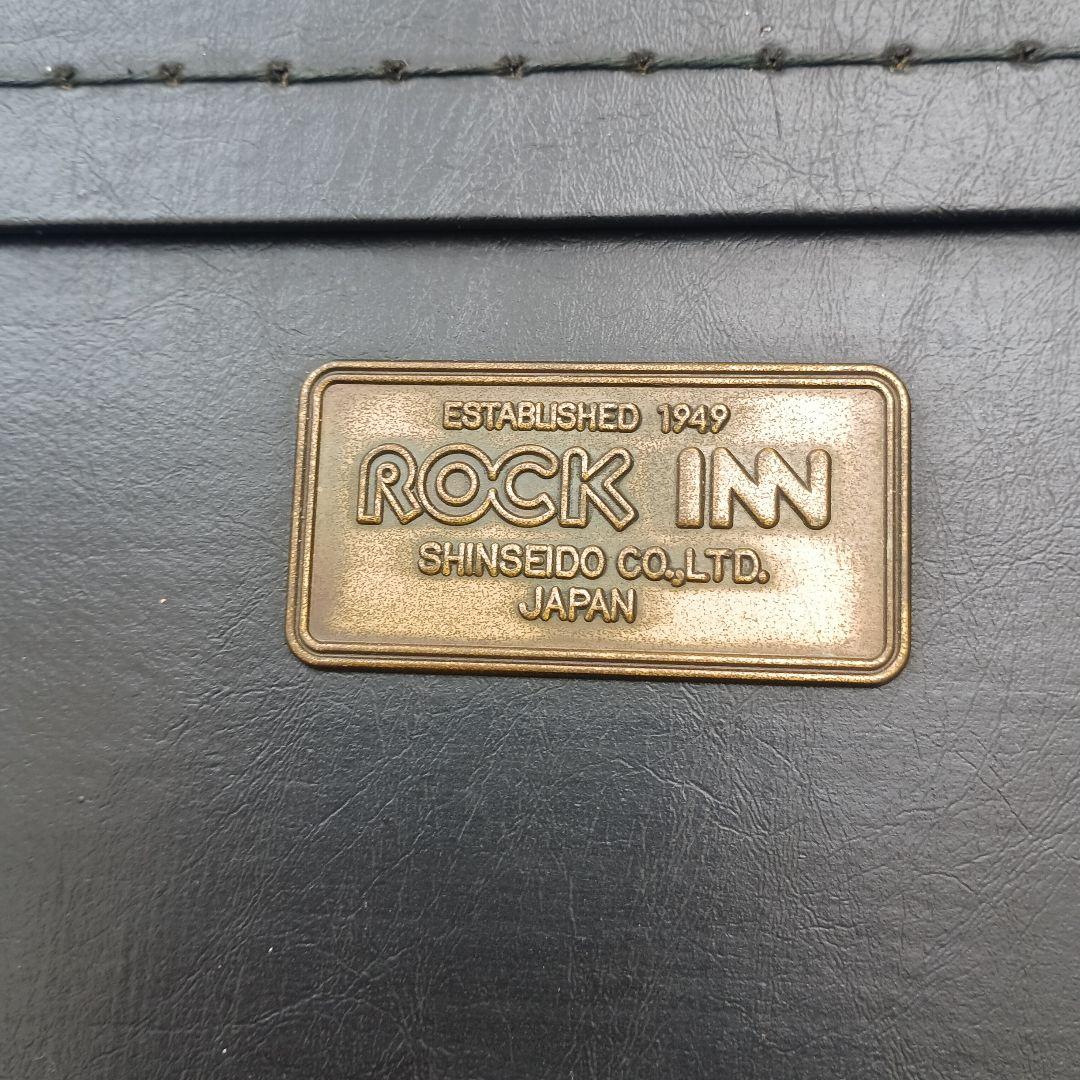 ESTABLISHED 1949
ROCK INN
SHINSEIDO CO.,LTD.
JAPAN